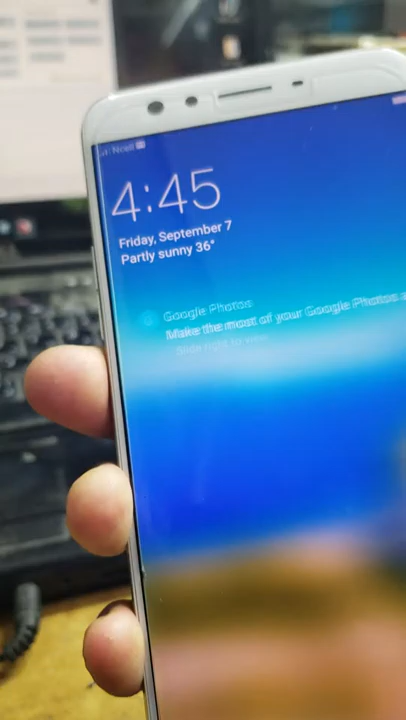 Ncell
4:45
Friday, September 7
Partly sunny 36°
Google Photos
Make the most of your Google Photos a
Slide right to view